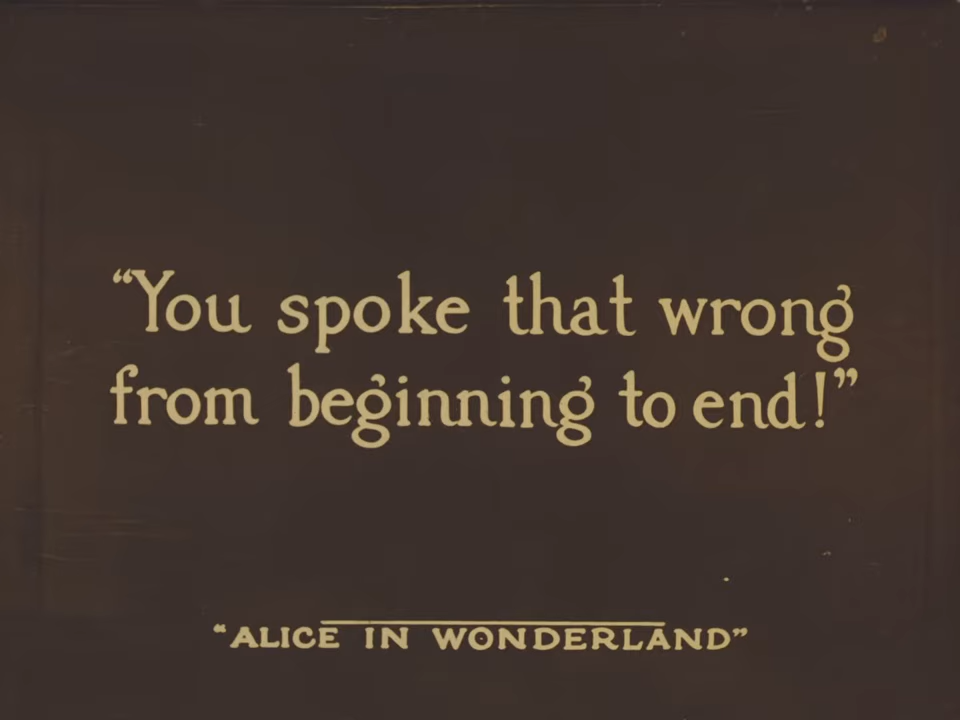 “You spoke that wrong
from beginning to end!”
“ALICE IN WONDERLAND”